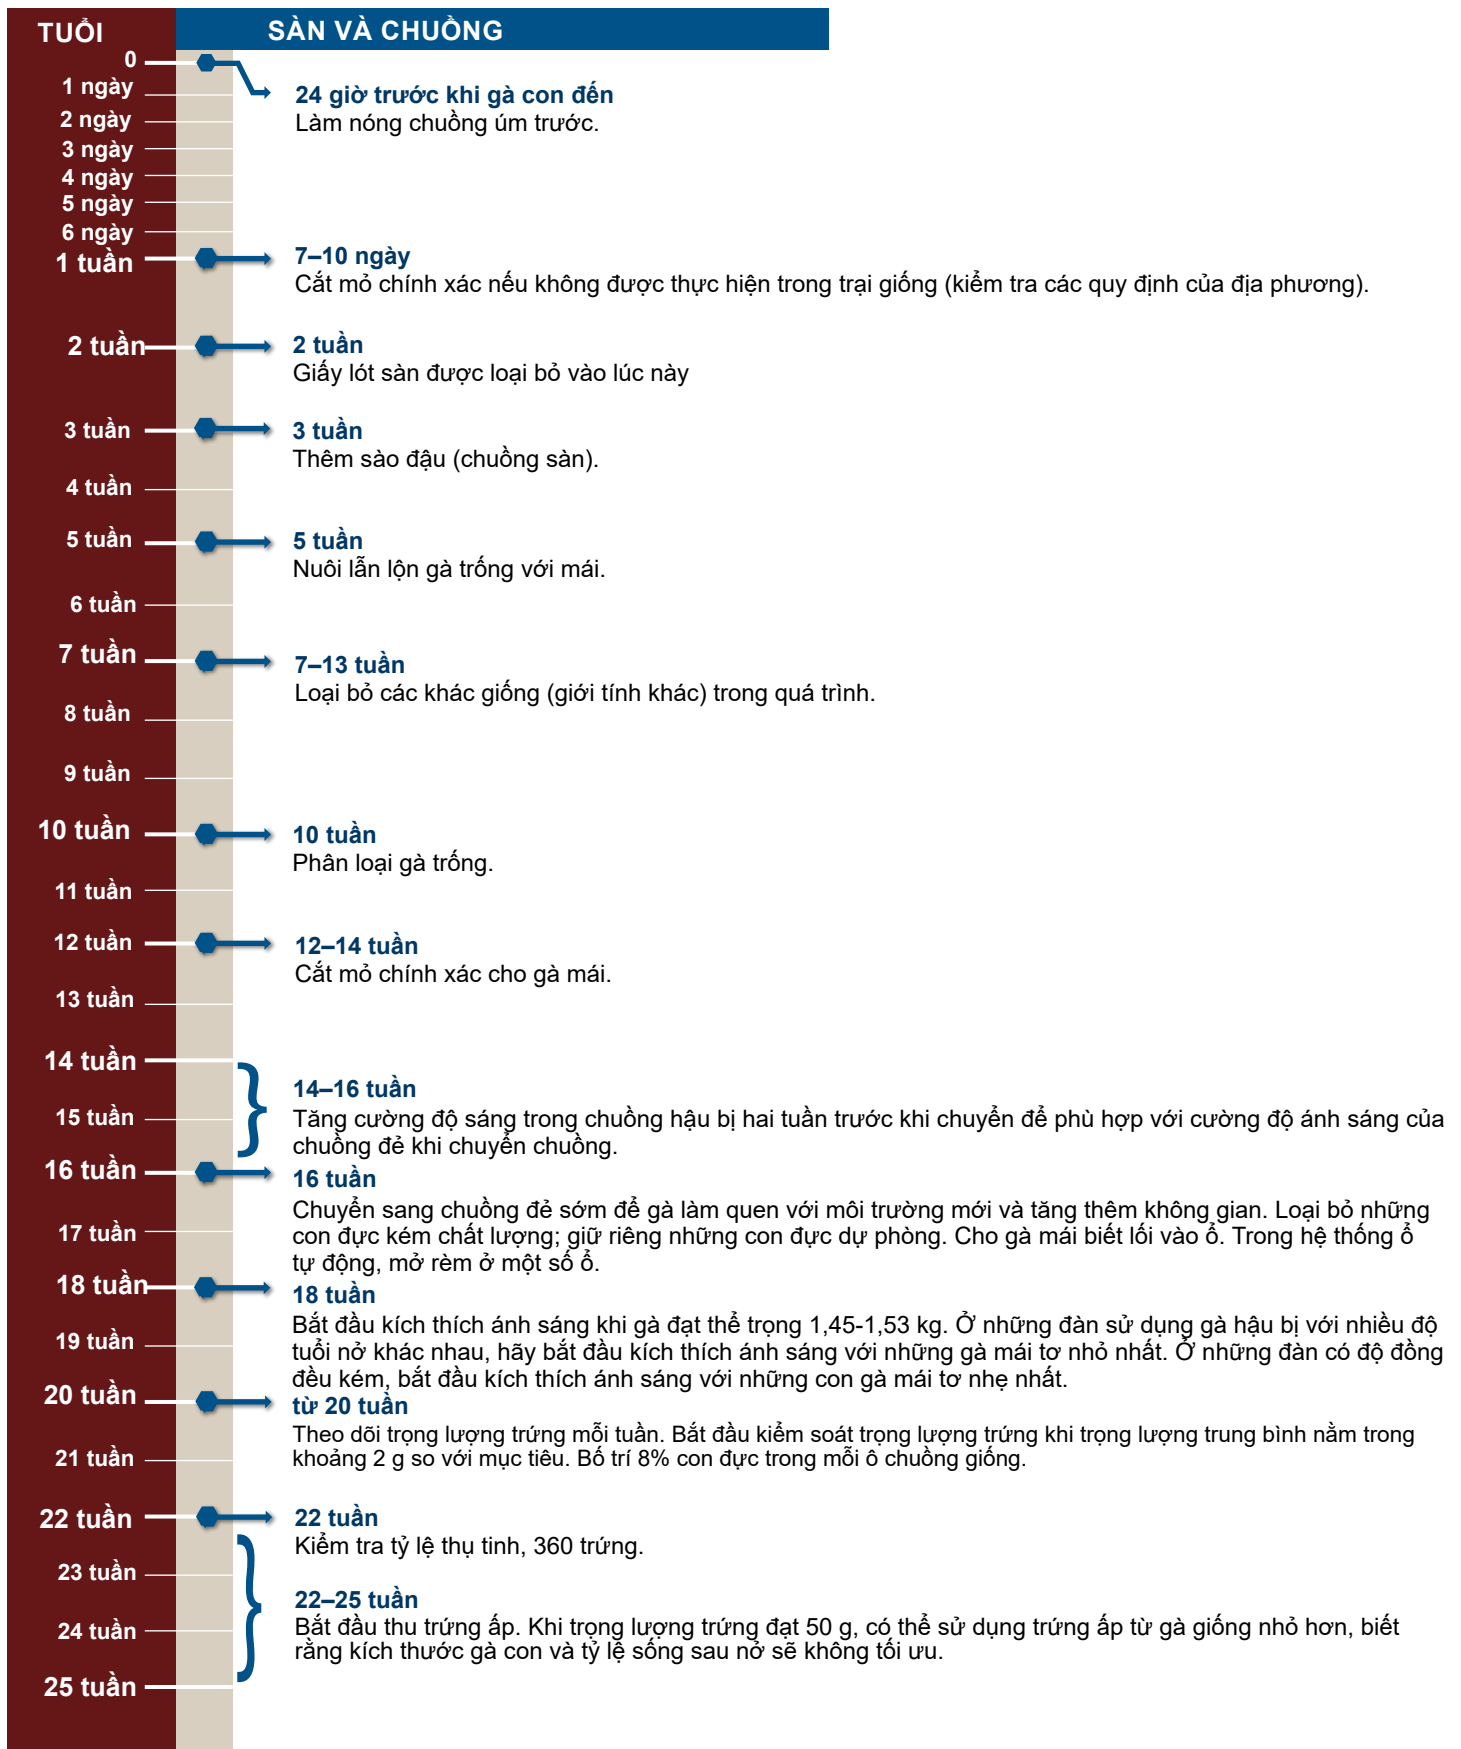 TUỔI
SÀN VÀ CHUỒNG
0
1 ngày
24 giờ trước khi gà con đến
2 ngày
Làm nóng chuồng úm trước.
3 ngày
4 ngày
5 ngày
6 ngày
1 tuần
7–10 ngày
Cắt mỏ chính xác nếu không được thực hiện trong trại giống (kiểm tra các quy định của địa phương).
2 tuần
2 tuần
Giấy lót sàn được loại bỏ vào lúc này
3 tuần
3 tuần
Thêm sào đậu (chuồng sàn).
4 tuần
5 tuần
5 tuần
Nuôi lẫn lộn gà trống với mái.
6 tuần
7 tuần
7–13 tuần
Loại bỏ các khác giống (giới tính khác) trong quá trình.
8 tuần
9 tuần
10 tuần
10 tuần
Phân loại gà trống.
11 tuần
12 tuần
12–14 tuần
Cắt mỏ chính xác cho gà mái.
13 tuần
14 tuần
14–16 tuần
15 tuần
Tăng cường độ sáng trong chuồng hậu bị hai tuần trước khi chuyển để phù hợp với cường độ ánh sáng của
chuồng đẻ khi chuyển chuồng.
16 tuần
16 tuần
Chuyển sang chuồng đẻ sớm để gà làm quen với môi trường mới và tăng thêm không gian. Loại bỏ những
17 tuần
con đực kém chất lượng; giữ riêng những con đực dự phòng. Cho gà mái biết lối vào ổ. Trong hệ thống ổ
tự động, mở rèm ở một số ổ.
18 tuần
18 tuần
Bắt đầu kích thích ánh sáng khi gà đạt thể trọng 1,45-1,53 kg. Ở những đàn sử dụng gà hậu bị với nhiều độ
19 tuần
tuổi nở khác nhau, hãy bắt đầu kích thích ánh sáng với những gà mái tơ nhỏ nhất. Ở những đàn có độ đồng
đều kém, bắt đầu kích thích ánh sáng với những con gà mái tơ nhẹ nhất.
20 tuần
từ 20 tuần
Theo dõi trọng lượng trứng mỗi tuần. Bắt đầu kiểm soát trọng lượng trứng khi trọng lượng trung bình nằm trong
21 tuần
khoảng 2 g so với mục tiêu. Bố trí 8% con đực trong mỗi ô chuồng giống.
22 tuần
22 tuần
Kiểm tra tỷ lệ thụ tinh, 360 trứng.
23 tuần
22–25 tuần
Bắt đầu thu trứng ấp. Khi trọng lượng trứng đạt 50 g, có thể sử dụng trứng ấp từ gà giống nhỏ hơn, biết
24 tuần
rằng kích thước gà con và tỷ lệ sống sau nở sẽ không tối ưu.
25 tuần